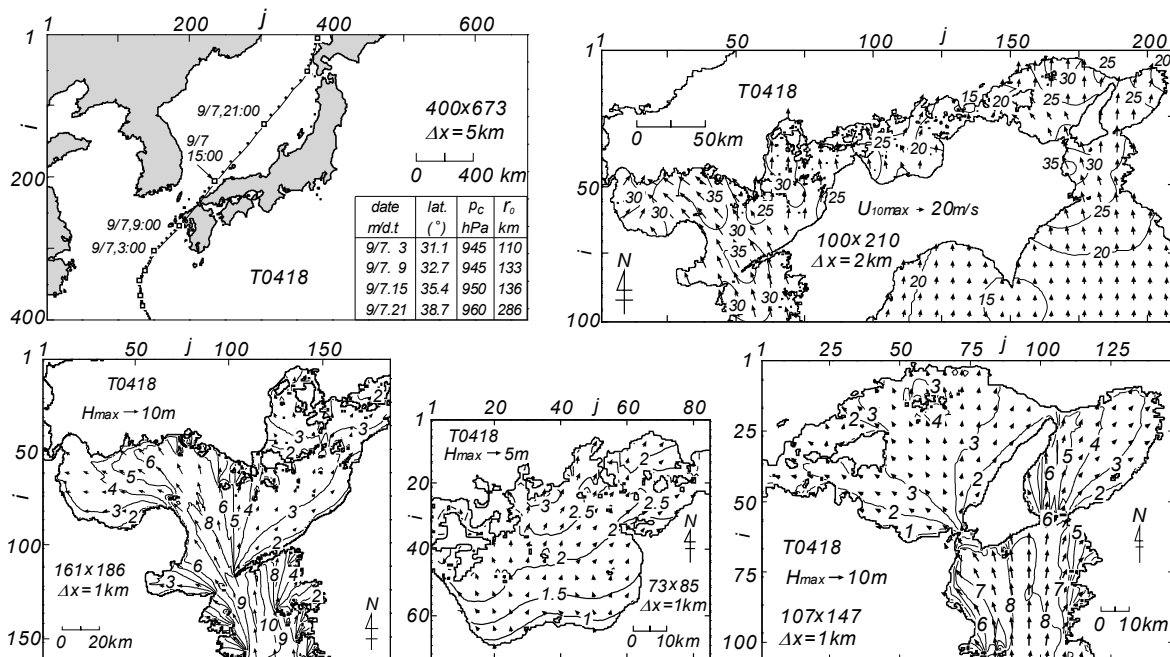 1 200 j 400 600
1
i
200
400
9/7,21:00
9/7
15:00
9/7,9:00
9/7,3:00
T0418
400x673
Δx=5km
0 400 km
date lat. pc r₀
m/d.t (°) hPa km
9/7. 3 31.1 945 110
9/7. 9 32.7 945 133
9/7.15 35.4 950 136
9/7.21 38.7 960 286
1 50 100 j 150 200
1
50
i
100
T0418
0 50km
U10max → 20m/s
100x210
Δx=2km
N
30 35 30 25 15 20 20 25 25
30 30 35 25 25 20 25 35 30 25
30 35 30 25 30 20 20
20 15
1 50 j 100 150
1
50
i
100
150
T0418
Hmax → 10m
161x186
Δx=1km
0 20km
N
6 5 4 3 2 8 6 5 4 3 2
6 3 9 8 4 2 10 9
1 20 40 j 60 80
1
20
i
40
60
T0418
Hmax → 5m
73x85
Δx=1km
0 10km
N
3 2.5 2 2.5 2 2 1.5 1
1 25 50 75 j 100 125
1
25
i
50
75
100
T0418
Hmax → 10m
107x147
Δx=1km
0 10km
N
3 4 3 2 3 2 3 2 1
6 5 4 3 2 6 5 7 8 7 6 8